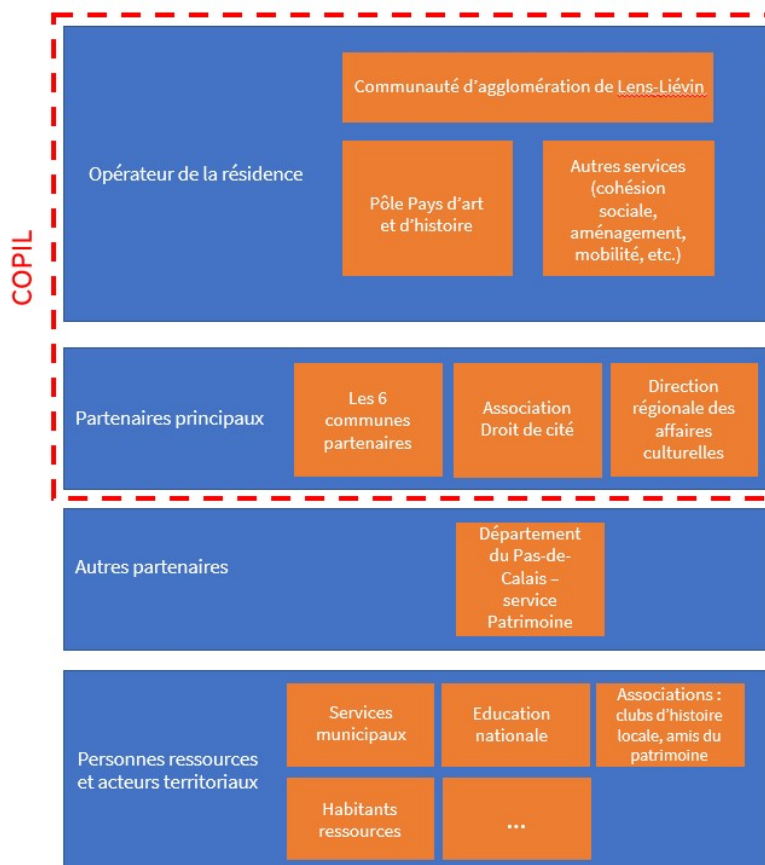 COPIL
Opérateur de la résidence
Communauté d'agglomération de Lens-Liévin
Pôle Pays d'art
et d'histoire
Autres services
(cohésion
sociale,
aménagement,
mobilité, etc.)
Partenaires principaux
Les 6
communes
partenaires
Association
Droit de cité
Direction
régionale des
affaires
culturelles
Autres partenaires
Département
du Pas-de-
Calais –
service
Patrimoine
Personnes ressources
et acteurs territoriaux
Services
municipaux
Education
nationale
Associations :
clubs d'histoire
locale, amis du
patrimoine
Habitants
ressources
...